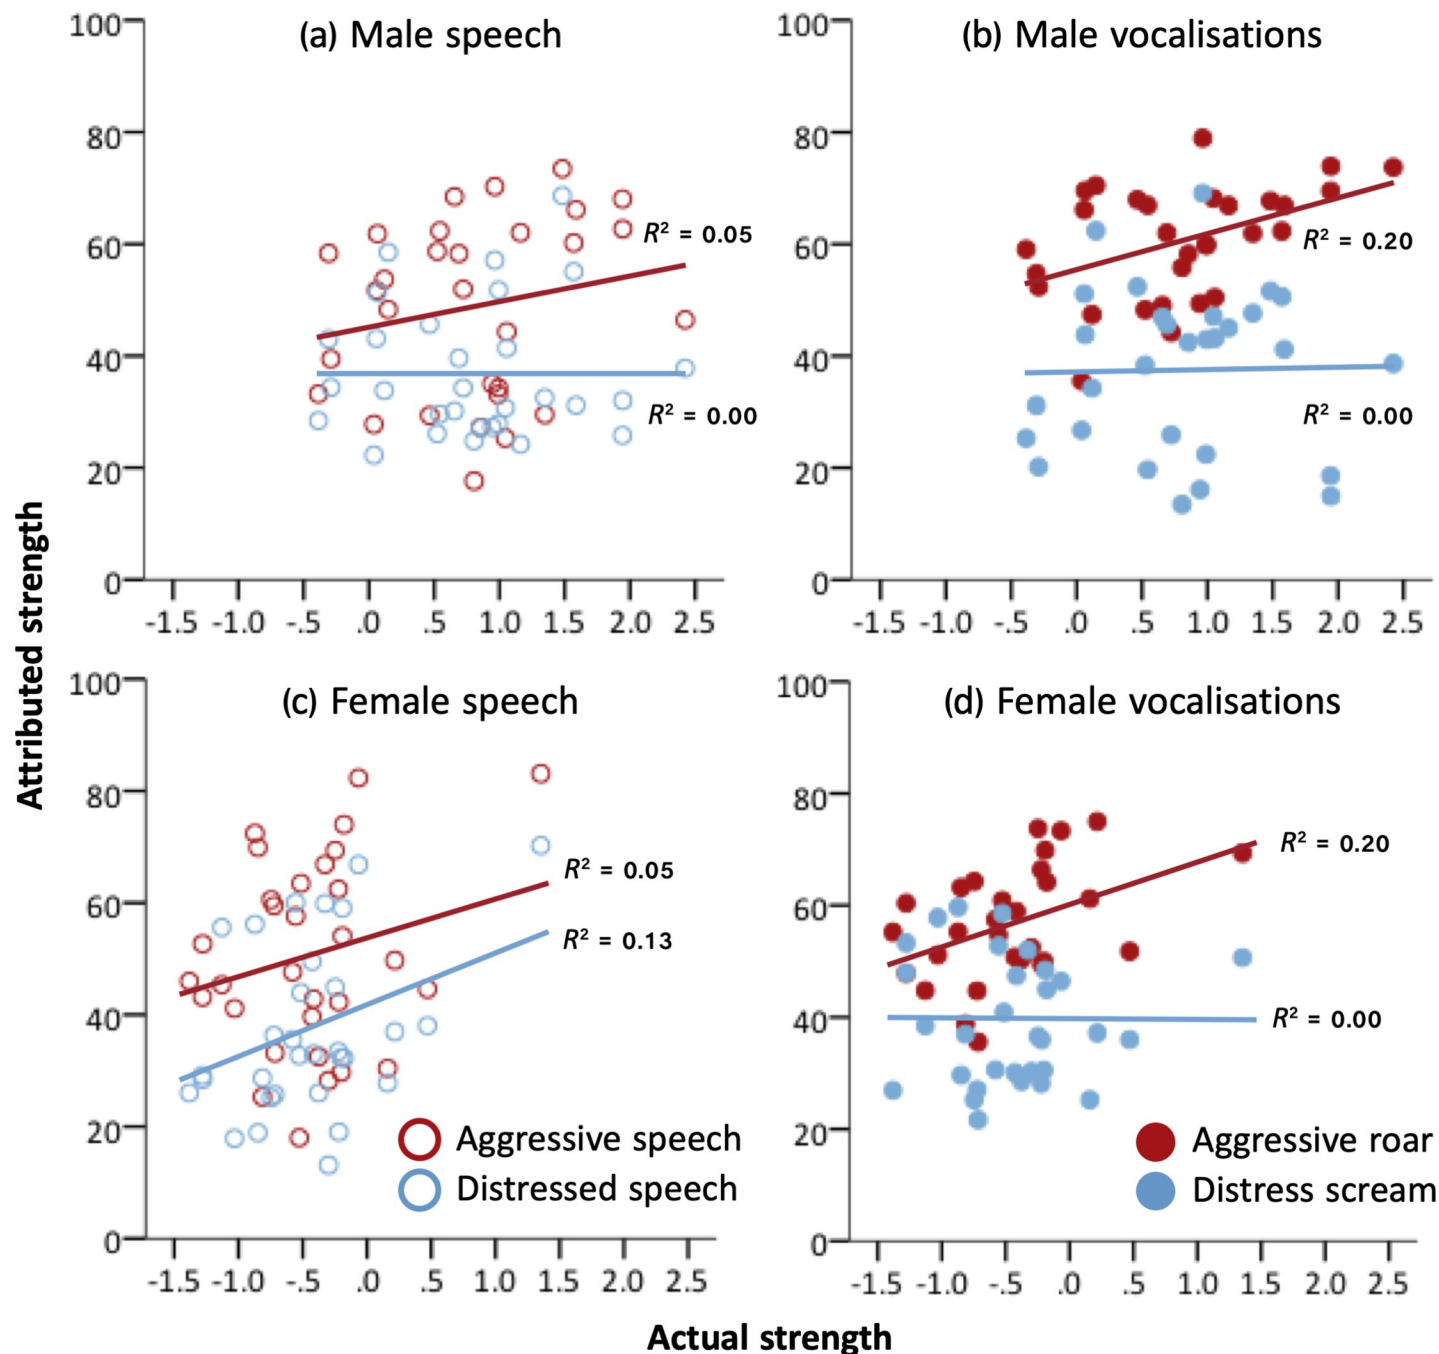 (a) Male speech
100
80
60
40
20
0
-1.5 -1.0 -.5 .0 .5 1.0 1.5 2.0 2.5
R² = 0.05
R² = 0.00
(b) Male vocalisations
100
80
60
40
20
0
-1.5 -1.0 -.5 .0 .5 1.0 1.5 2.0 2.5
R² = 0.20
R² = 0.00
Attributed strength
(c) Female speech
100
80
60
40
20
0
-1.5 -1.0 -.5 .0 .5 1.0 1.5 2.0 2.5
R² = 0.05
R² = 0.13
Aggressive speech
Distressed speech
(d) Female vocalisations
100
80
60
40
20
0
-1.5 -1.0 -.5 .0 .5 1.0 1.5 2.0 2.5
R² = 0.20
R² = 0.00
Aggressive roar
Distress scream
Actual strength